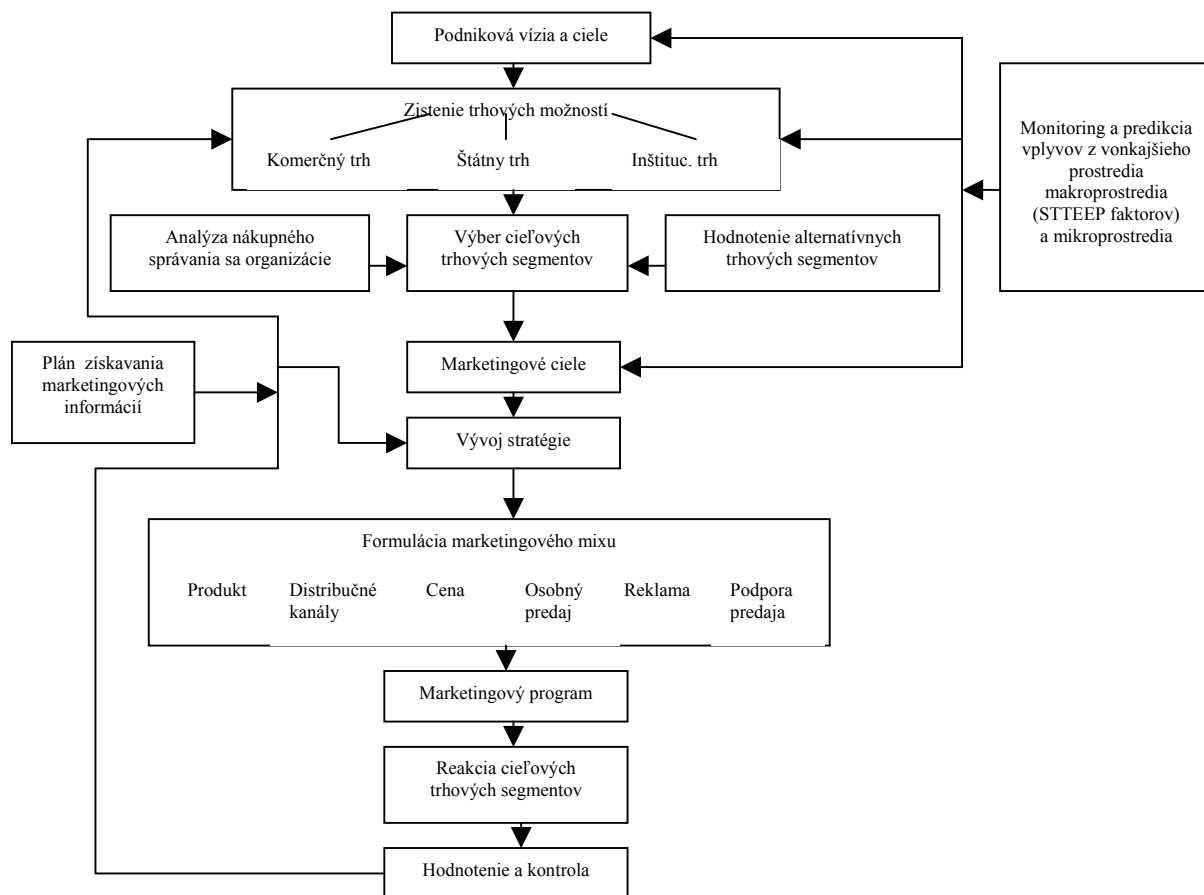 Podniková vízia a ciele
Zistenie trhových možností
Komerčný trh
Štátny trh
Inštituc. trh
Monitoring a predikcia
vplyvov z vonkajšieho
prostredia
makroprostredia
(STTEEP faktorov)
a mikroprostredia
Analýza nákupného
správania sa organizácie
Výber cieľových
trhových segmentov
Hodnotenie alternatívnych
trhových segmentov
Plán získavania
marketingových
informácií
Marketingové ciele
Vývoj stratégie
Formulácia marketingového mixu
Produkt
Distribučné
kanály
Cena
Osobný
predaj
Reklama
Podpora
predaja
Marketingový program
Reakcia cieľových
trhových segmentov
Hodnotenie a kontrola